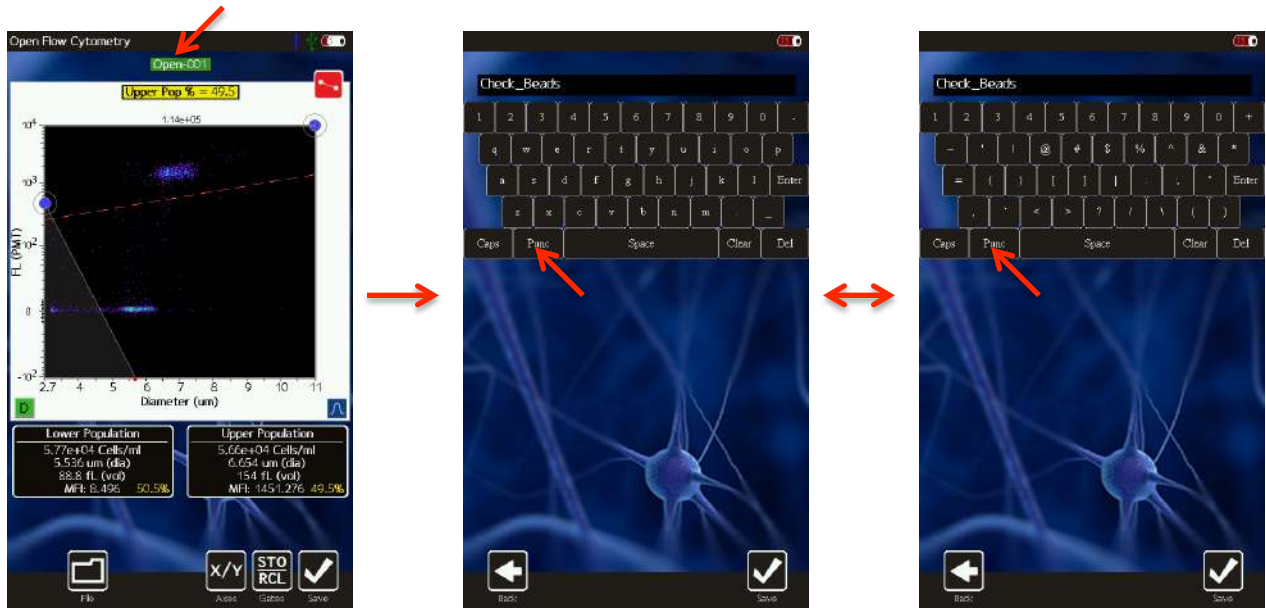 Open Flow Cytometry
Open-001
Upper Pop % = 49.5
1.14e+05
10^4
10^3
10^2
0
-10^2
FL (PMT)
2.7 4 5 6 7 8 9 10 11
Diameter (um)
D
Lower Population
5.77e+04 Cells/ml
5.536 um (dia)
88.8 fL (vol)
MFI: 8.496 50.5%
Upper Population
5.66e+04 Cells/ml
6.654 um (dia)
154 fL (vol)
MFI: 1451.276 49.5%
File
X/Y
Axes
STO
RCL
Gates
Save
Check_Beads
1 2 3 4 5 6 7 8 9 0 -
q w e r t y u i o p
a s d f g h j k l Enter
z x c v b n m . _
Caps Punc Space Clear Del
Back
Save
Check_Beads
1 2 3 4 5 6 7 8 9 0 +
~ ' ! @ # $ % ^ & *
= ( ) [ ] | : ; " Enter
, ` < > ? / \ { }
Caps Punc Space Clear Del
Back
Save